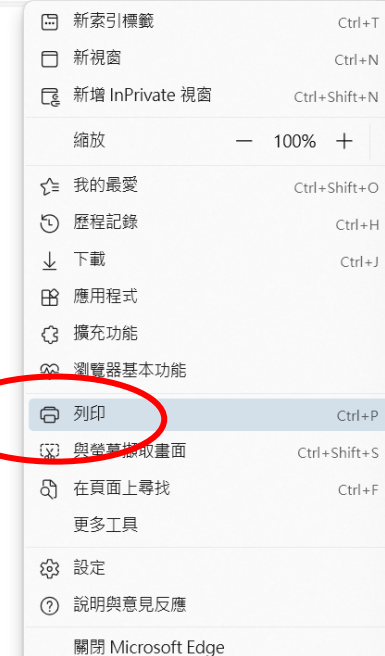 新索引標籤 Ctrl+T
新視窗 Ctrl+N
新增 InPrivate 視窗 Ctrl+Shift+N
縮放 — 100% +
我的最愛 Ctrl+Shift+O
歷程記錄 Ctrl+H
下載 Ctrl+J
應用程式
擴充功能
瀏覽器基本功能
列印 Ctrl+P
與螢幕擷取畫面 Ctrl+Shift+S
在頁面上尋找 Ctrl+F
更多工具
設定
說明與意見反應
關閉 Microsoft Edge